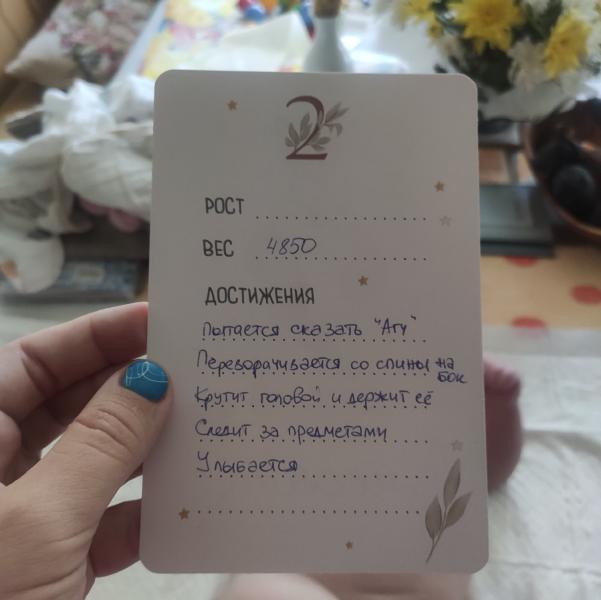 2
РОСТ
ВЕС 4850
ДОСТИЖЕНИЯ
Пытается сказать "Агу"
Переворачивается со спины на бок
Крутит головой и держит её
Следит за предметами
Улыбается